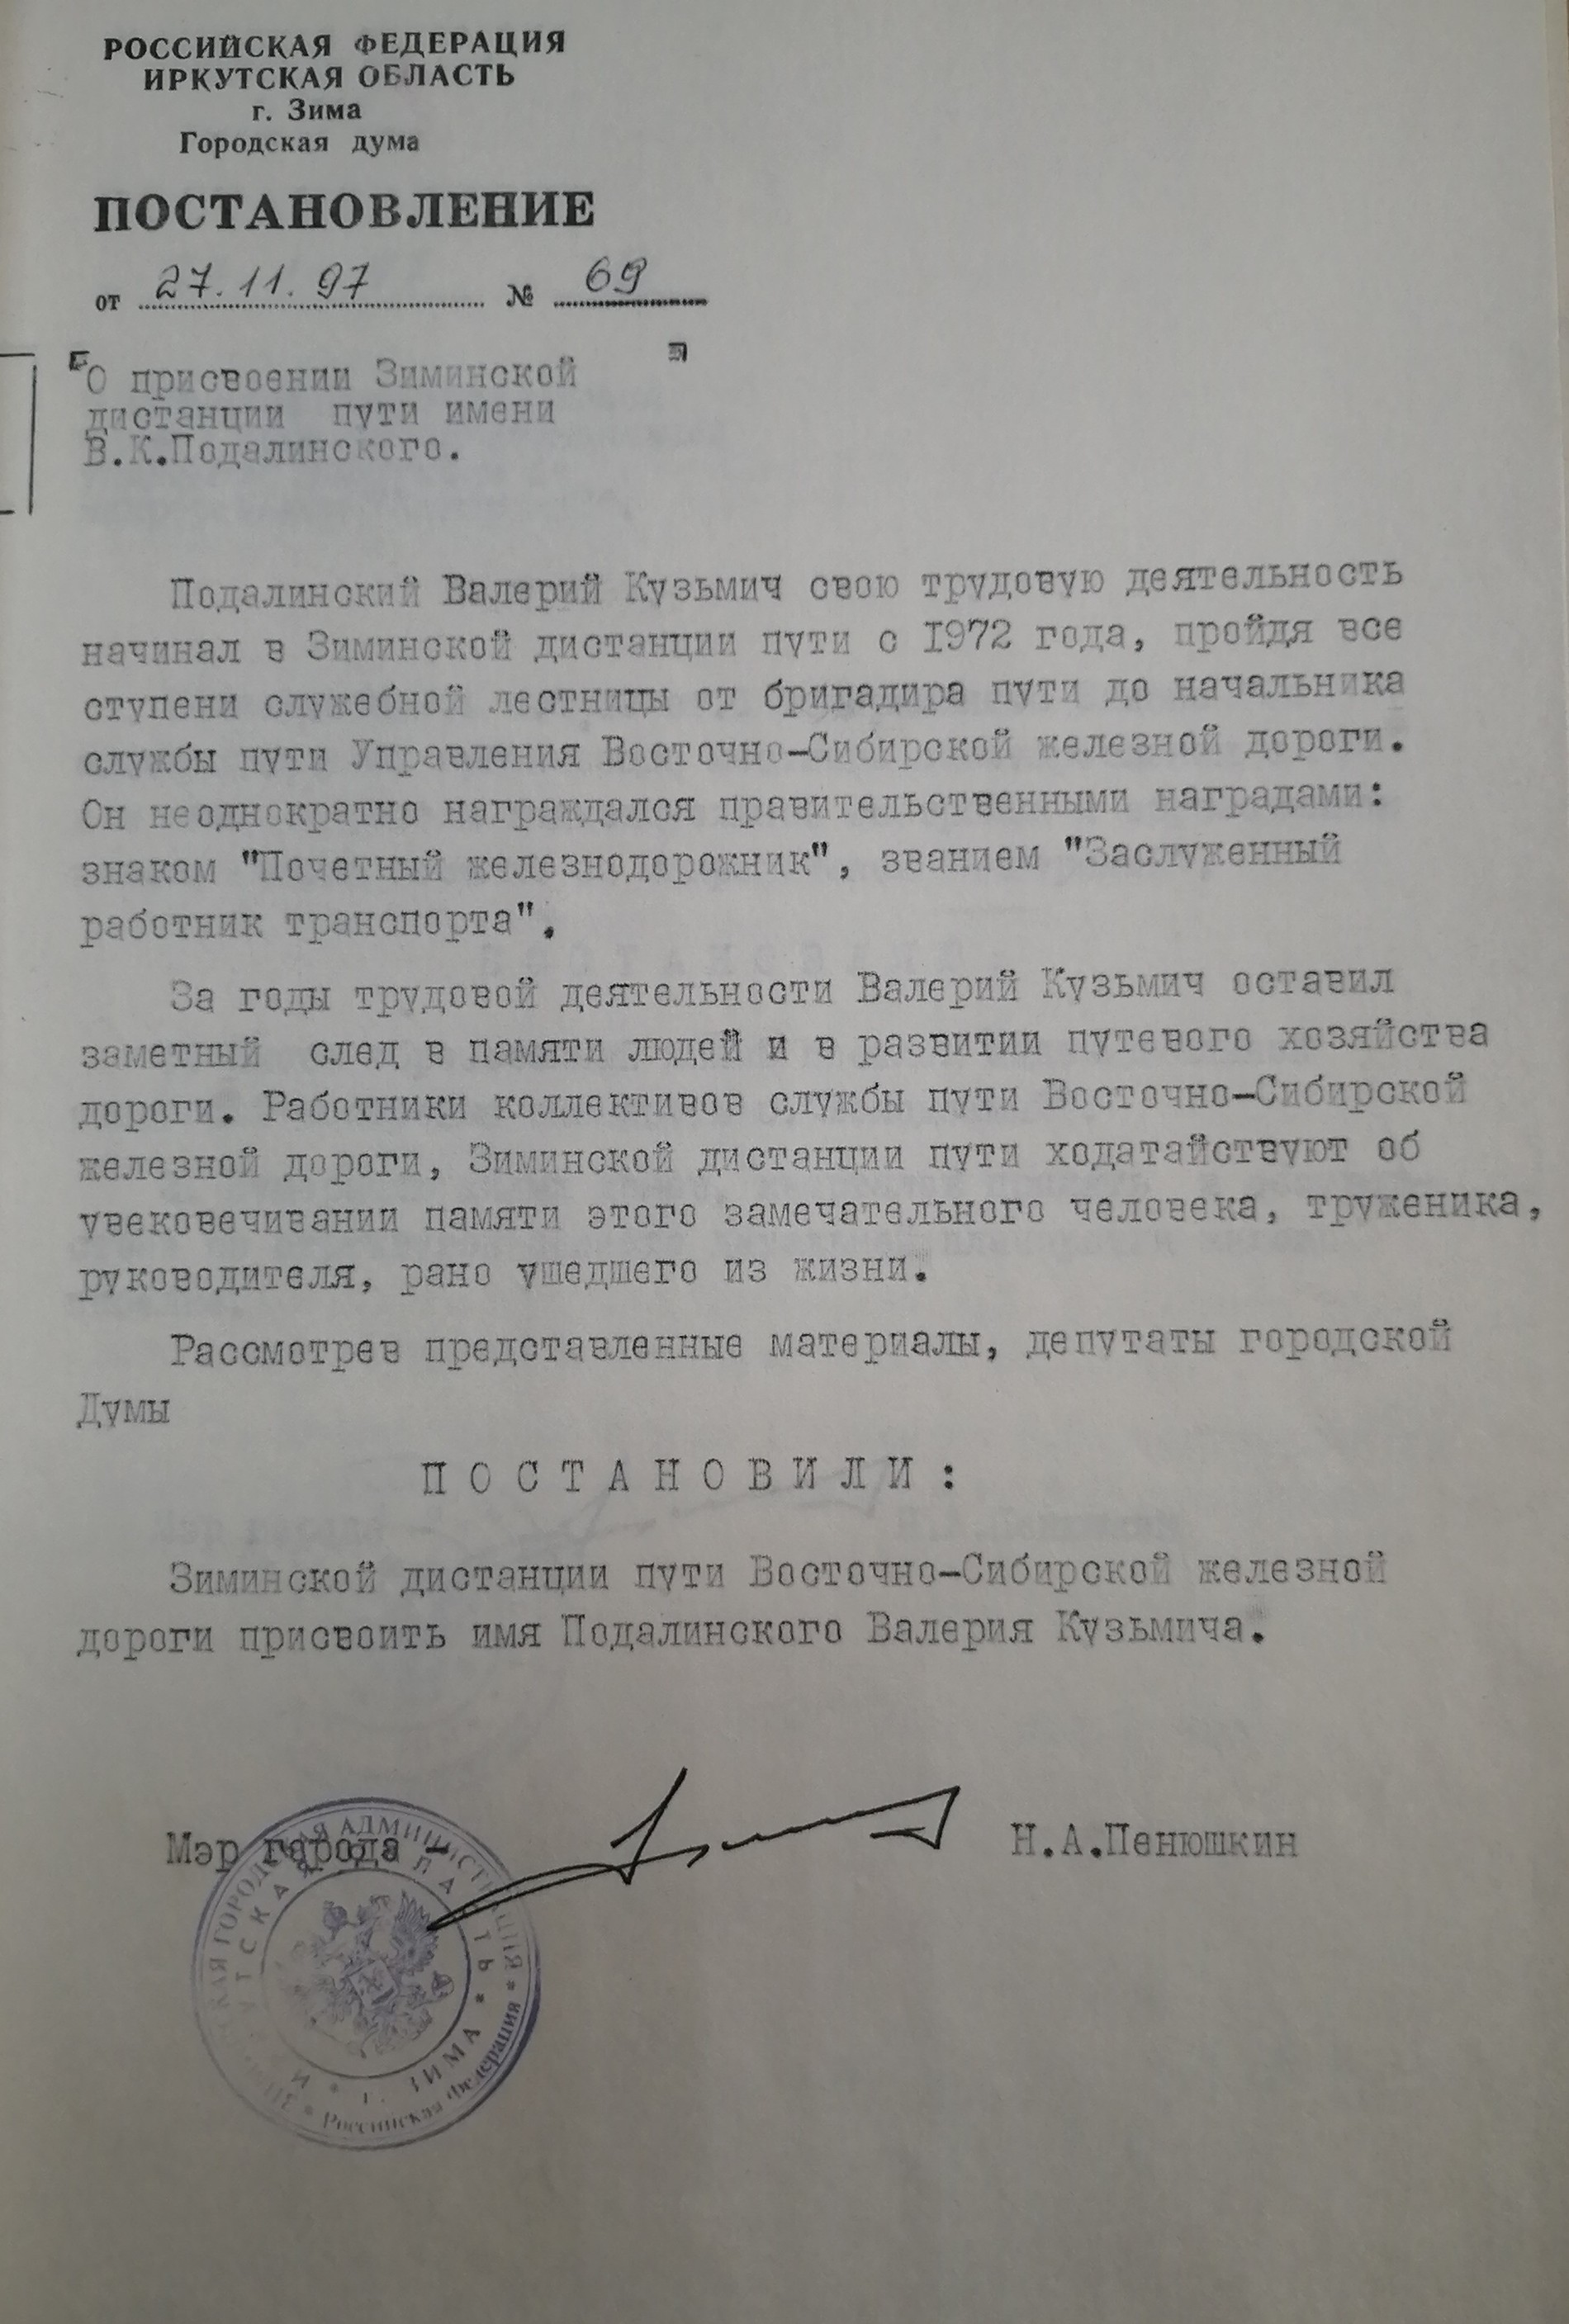 РОССИЙСКАЯ ФЕДЕРАЦИЯ
ИРКУТСКАЯ ОБЛАСТЬ
г. Зима
Городская дума
ПОСТАНОВЛЕНИЕ
от 27.11.97 № 69
О присвоении Зиминской
дистанции пути имени
В.К.Подалинского.
Подалинский Валерий Кузьмич свою трудовую деятельность
начинал в Зиминской дистанции пути с 1972 года, пройдя все
ступени служебной лестницы от бригадира пути до начальника
службы пути Управления Восточно-Сибирской железной дороги.
Он неоднократно награждался правительственными наградами:
знаком "Почетный железнодорожник", званием "Заслуженный
работник транспорта".
За годы трудовой деятельности Валерий Кузьмич оставил
заметный след в памяти людей и в развитии путевого хозяйства
дороги. Работники коллективов службы пути Восточно-Сибирской
железной дороги, Зиминской дистанции пути ходатайствуют об
увековечивании памяти этого замечательного человека, труженика,
руководителя, рано ушедшего из жизни.
Рассмотрев представленные материалы, депутаты городской
Думы
П О С Т А Н О В И Л И :
Зиминской дистанции пути Восточно-Сибирской железной
дороги присвоить имя Подалинского Валерия Кузьмича.
Мэр города - Н.А.Пенюшкин
АДМИНИСТРАЦИЯ * Российская Федерация *
г. ЗИМА *